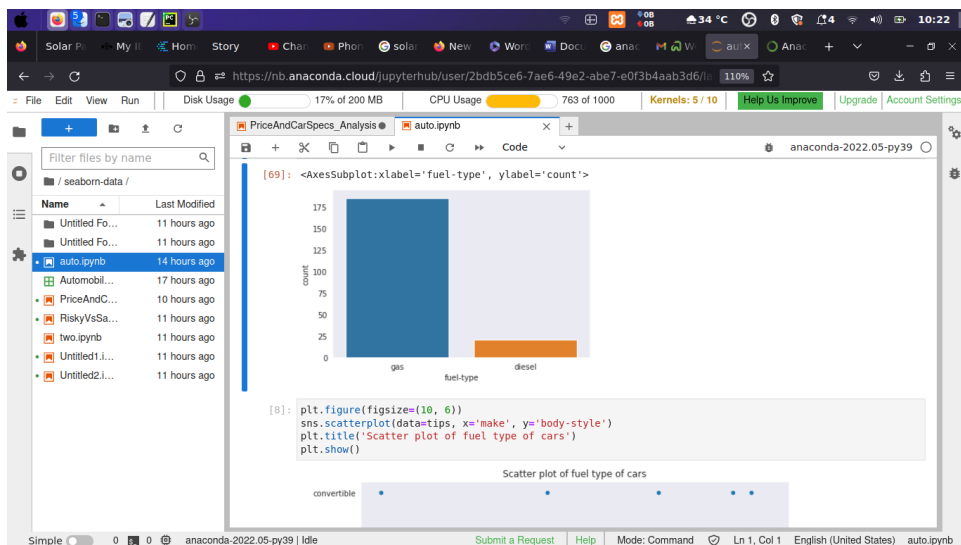 0B
0B
34 °C
4
10:22
Solar Pa
My I
Hom
Story
Chan
Phon
solar
New
Word
Docu
anac
W
aut
Anac
https://nb.anaconda.cloud/jupyterhub/user/2bdb5ce6-7ae6-49e2-abe7-e0f3b4aab3d6/la
110%
File Edit View Run
Disk Usage
17% of 200 MB
CPU Usage
763 of 1000
Kernels: 5 / 10
Help Us Improve
Upgrade
Account Settings
PriceAndCarSpecs_Analysis
auto.ipynb
Filter files by name
/ seaborn-data /
Name
Last Modified
Untitled Fo...
11 hours ago
Untitled Fo...
11 hours ago
auto.ipynb
14 hours ago
Automobil...
17 hours ago
PriceAndC...
10 hours ago
RiskyVsSa...
11 hours ago
two.ipynb
11 hours ago
Untitled1.i...
11 hours ago
Untitled2.i...
11 hours ago
Code
anaconda-2022.05-py39
[69]: <AxesSubplot:xlabel='fuel-type', ylabel='count'>
175
150
125
100
75
50
25
0
count
gas
diesel
fuel-type
[8]: plt.figure(figsize=(10, 6))
sns.scatterplot(data=tips, x='make', y='body-style')
plt.title('Scatter plot of fuel type of cars')
plt.show()
Scatter plot of fuel type of cars
convertible
Simple
0
0
anaconda-2022.05-py39 | Idle
Submit a Request
Help
Mode: Command
Ln 1, Col 1
English (United States)
auto.ipynb